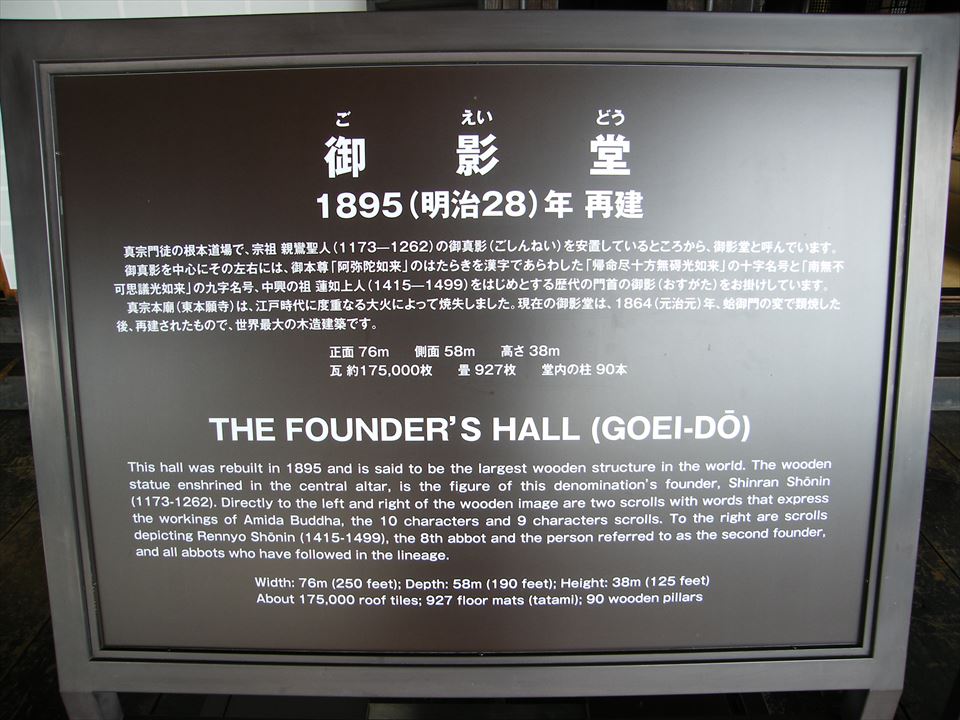 ご えい どう
御 影 堂
1895(明治28)年 再建
真宗門徒の根本道場で、宗祖 親鸞聖人(1173―1262)の御真影(ごしんねい)を安置しているところから、御影堂と呼んでいます。
御真影を中心にその左右には、御本尊「阿弥陀如来」のはたらきを漢字であらわした「帰命尽十方無碍光如来」の十字名号と「南無不
可思議光如来」の九字名号、中興の祖 蓮如上人(1415―1499)をはじめとする歴代の門首の御影(おすがた)をお掛けしています。
真宗本廟(東本願寺)は、江戸時代に度重なる大火によって焼失しました。現在の御影堂は、1864(元治元)年、蛤御門の変で類焼した
後、再建されたもので、世界最大の木造建築です。
正面 76m 側面 58m 高さ 38m
瓦 約175,000枚 畳 927枚 堂内の柱 90本
THE FOUNDER'S HALL (GOEI-DŌ)
This hall was rebuilt in 1895 and is said to be the largest wooden structure in the world. The wooden
statue enshrined in the central altar, is the figure of this denomination's founder, Shinran Shōnin
(1173-1262). Directly to the left and right of the wooden image are two scrolls with words that express
the workings of Amida Buddha, the 10 characters and 9 characters scrolls. To the right are scrolls
depicting Rennyo Shōnin (1415-1499), the 8th abbot and the person referred to as the second founder,
and all abbots who have followed in the lineage.
Width: 76m (250 feet); Depth: 58m (190 feet); Height: 38m (125 feet)
About 175,000 roof tiles; 927 floor mats (tatami); 90 wooden pillars